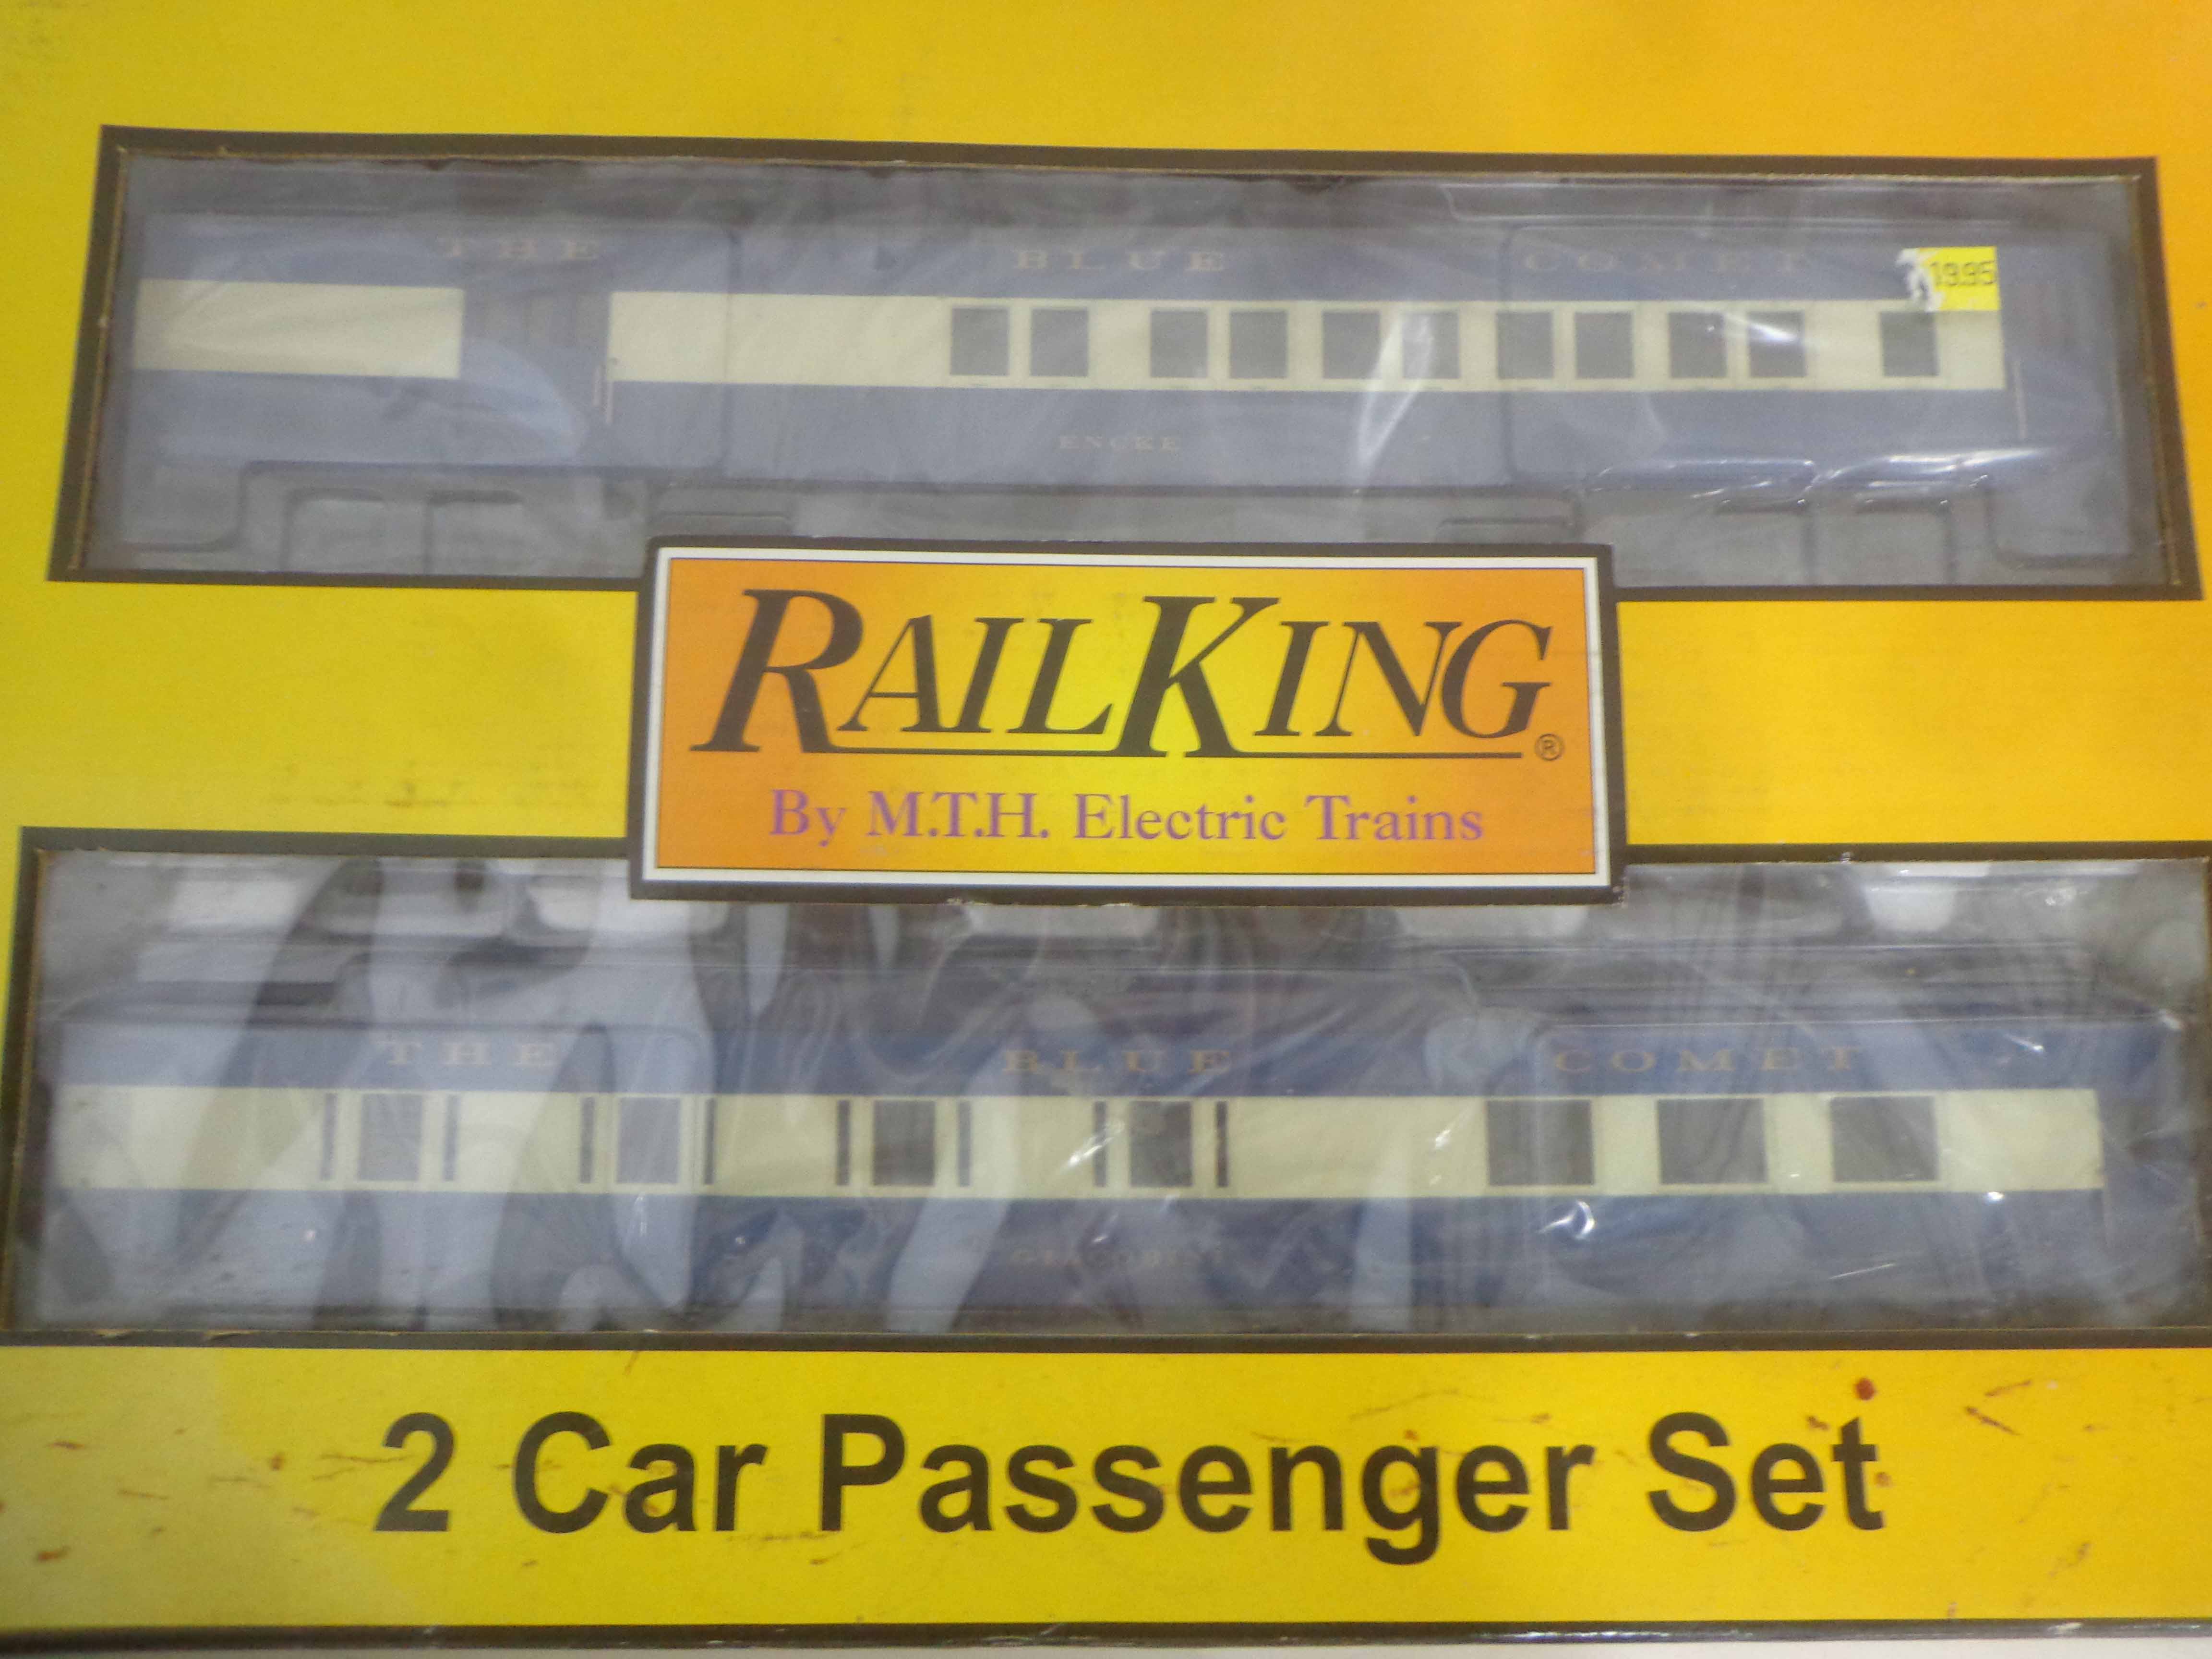 THE BLUE COMET
19.95
ENCKE
RAILKING®
By M.T.H. Electric Trains
THE BLUE COMET
2 Car Passenger Set